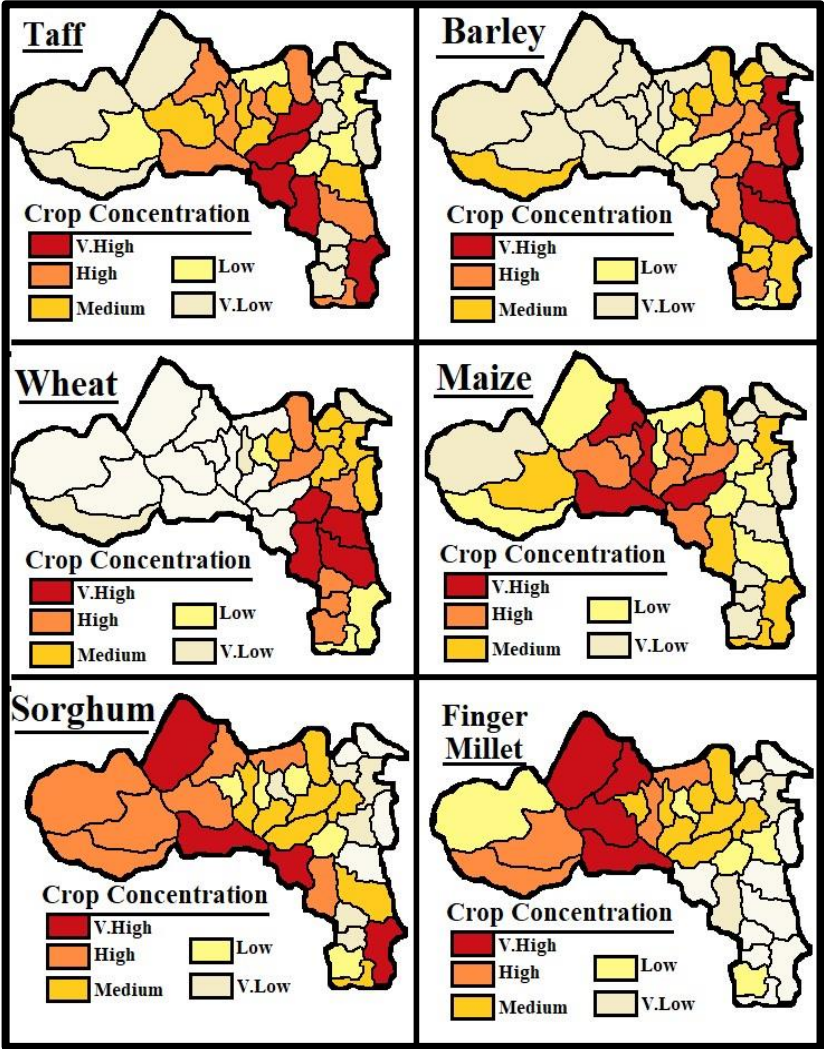 Taff
Crop Concentration
V.High
High
Medium
Low
V.Low
Barley
Crop Concentration
V.High
High
Medium
Low
V.Low
Wheat
Crop Concentration
V.High
High
Medium
Low
V.Low
Maize
Crop Concentration
V.High
High
Medium
Low
V.Low
Sorghum
Crop Concentration
V.High
High
Medium
Low
V.Low
Finger
Millet
Crop Concentration
V.High
High
Medium
Low
V.Low